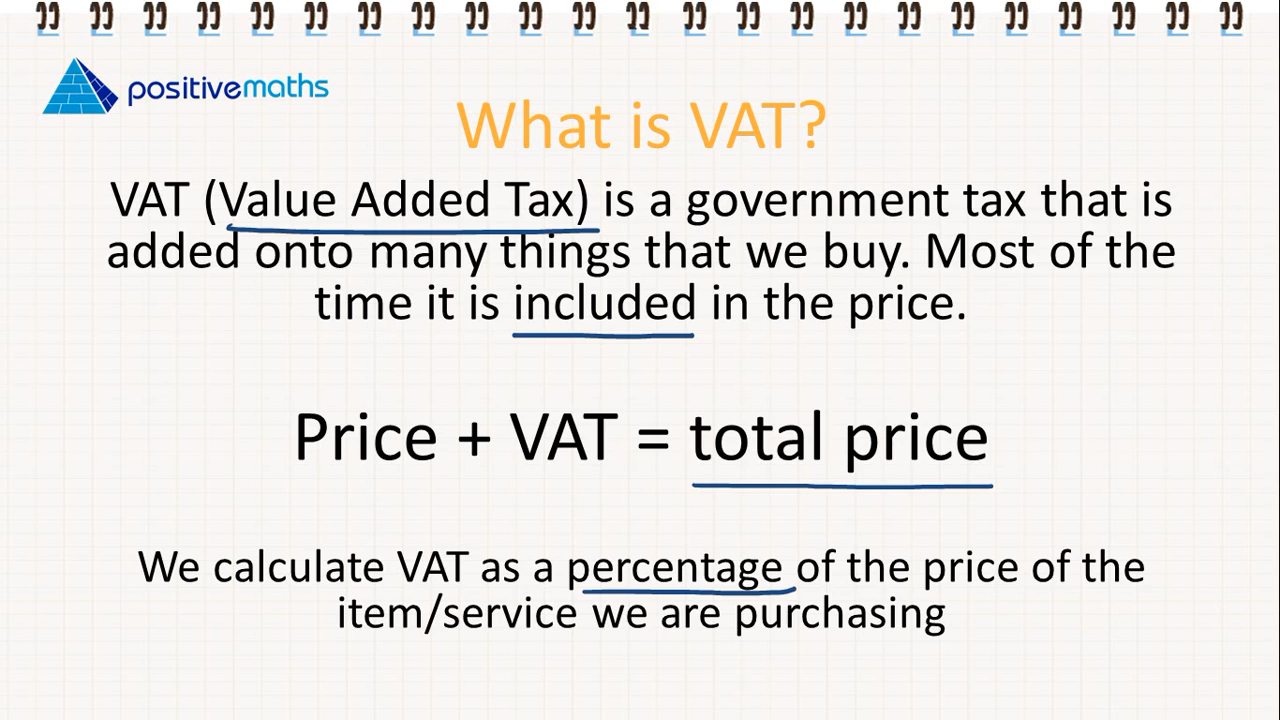 positivemaths
What is VAT?
VAT (Value Added Tax) is a government tax that is
added onto many things that we buy. Most of the
time it is included in the price.
Price + VAT = total price
We calculate VAT as a percentage of the price of the
item/service we are purchasing